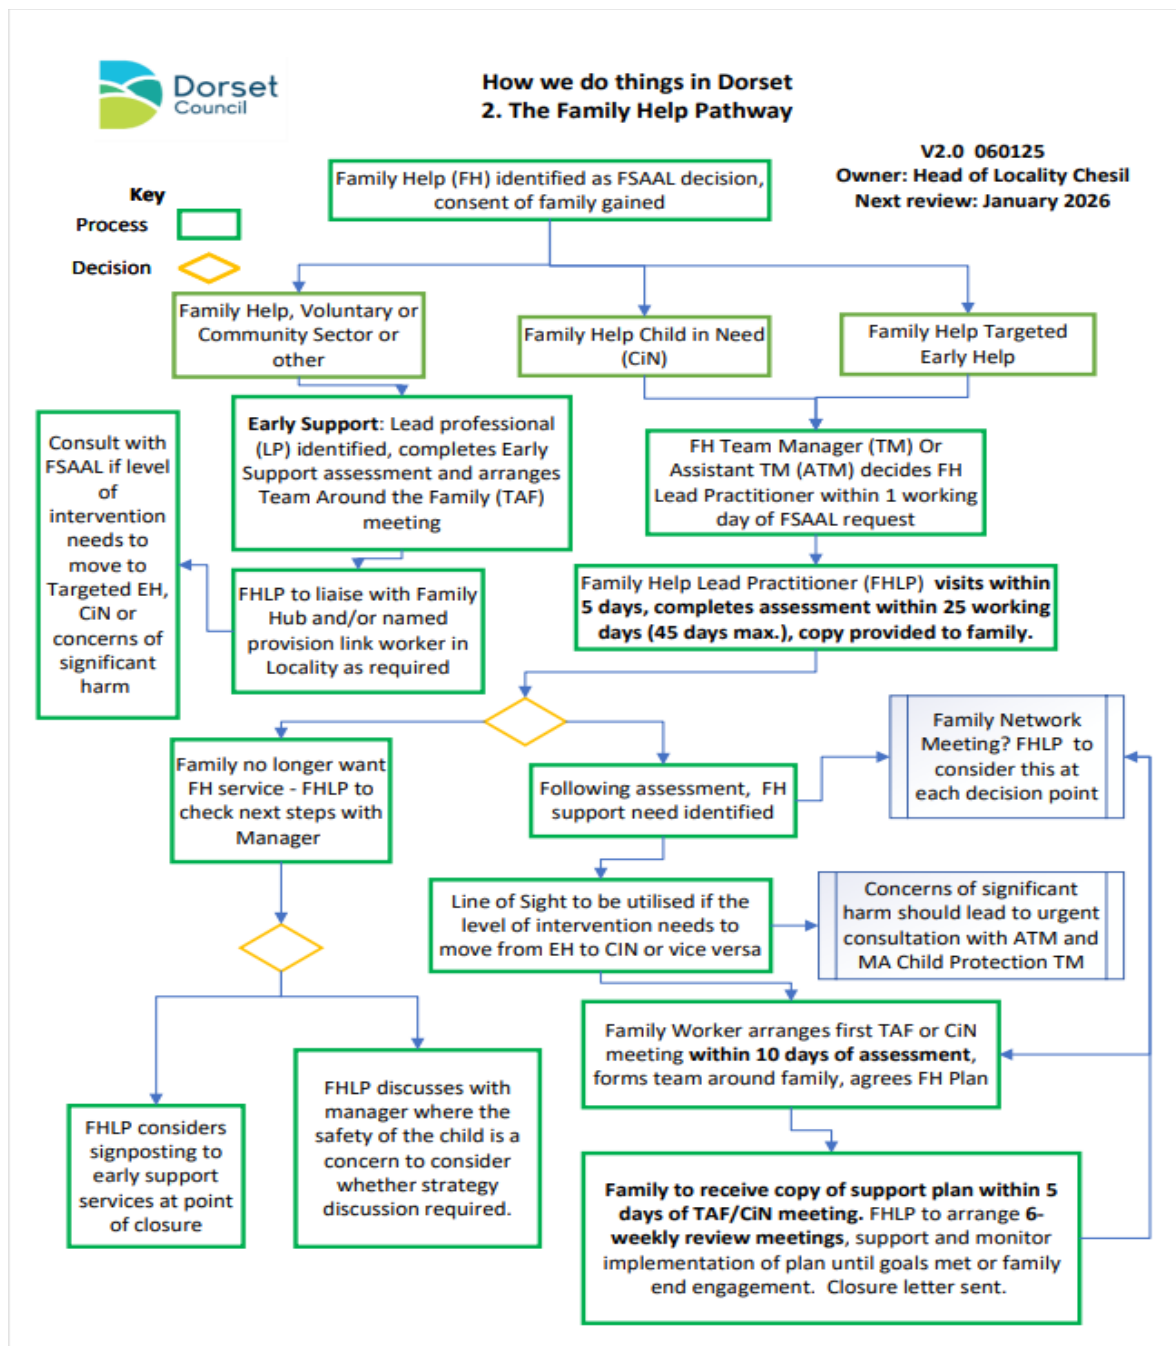 Dorset
Council
How we do things in Dorset
2. The Family Help Pathway
V2.0 060125
Owner: Head of Locality Chesil
Next review: January 2026
Key
Process
Decision
Family Help (FH) identified as FSAAL decision,
consent of family gained
Family Help, Voluntary or
Community Sector or
other
Family Help Child in Need
(CiN)
Family Help Targeted
Early Help
Consult with
FSAAL if level
of
intervention
needs to
move to
Targeted EH,
CiN or
concerns of
significant
harm
Early Support: Lead professional
(LP) identified, completes Early
Support assessment and arranges
Team Around the Family (TAF)
meeting
FH Team Manager (TM) Or
Assistant TM (ATM) decides FH
Lead Practitioner within 1 working
day of FSAAL request
FHLP to liaise with Family
Hub and/or named
provision link worker in
Locality as required
Family Help Lead Practitioner (FHLP) visits within
5 days, completes assessment within 25 working
days (45 days max.), copy provided to family.
Family no longer want
FH service - FHLP to
check next steps with
Manager
Following assessment, FH
support need identified
Family Network
Meeting? FHLP to
consider this at
each decision point
Line of Sight to be utilised if the
level of intervention needs to
move from EH to CIN or vice versa
Concerns of significant
harm should lead to urgent
consultation with ATM and
MA Child Protection TM
Family Worker arranges first TAF or CiN
meeting within 10 days of assessment,
forms team around family, agrees FH Plan
FHLP considers
signposting to
early support
services at point
of closure
FHLP discusses with
manager where the
safety of the child is a
concern to consider
whether strategy
discussion required.
Family to receive copy of support plan within 5
days of TAF/CiN meeting. FHLP to arrange 6-
weekly review meetings, support and monitor
implementation of plan until goals met or family
end engagement. Closure letter sent.